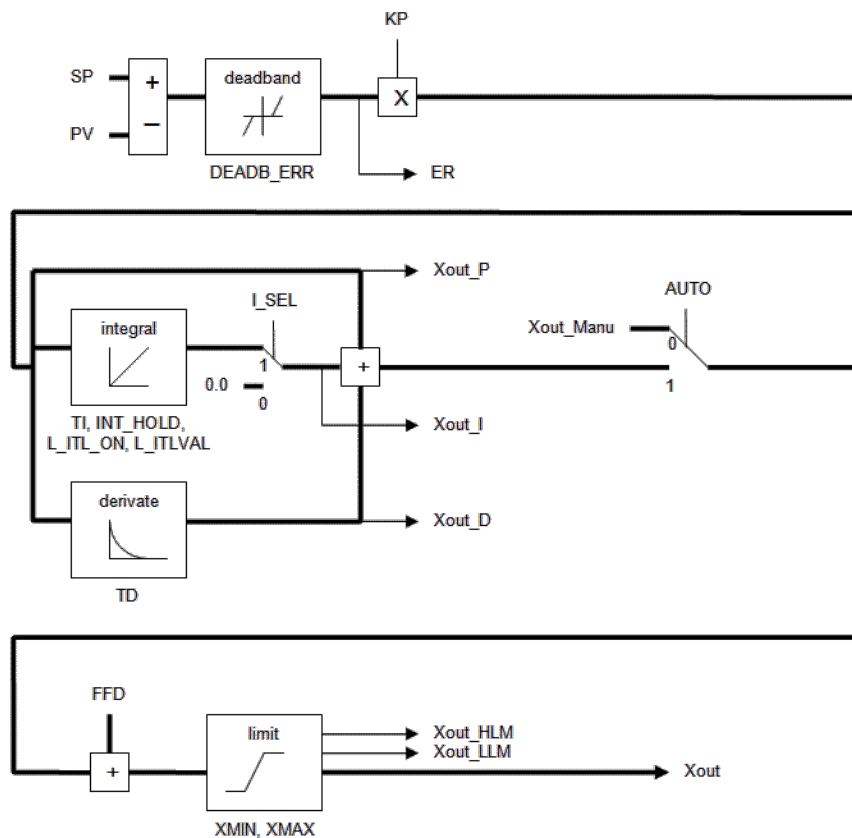 KP
SP
+
deadband
X
PV
−
DEADB_ERR
ER
Xout_P
I_SEL
AUTO
integral
Xout_Manu
0
1
+
0.0
0
1
TI, INT_HOLD,
L_ITL_ON, L_ITLVAL
Xout_I
derivate
Xout_D
TD
FFD
limit
Xout_HLM
Xout_LLM
+
Xout
XMIN, XMAX